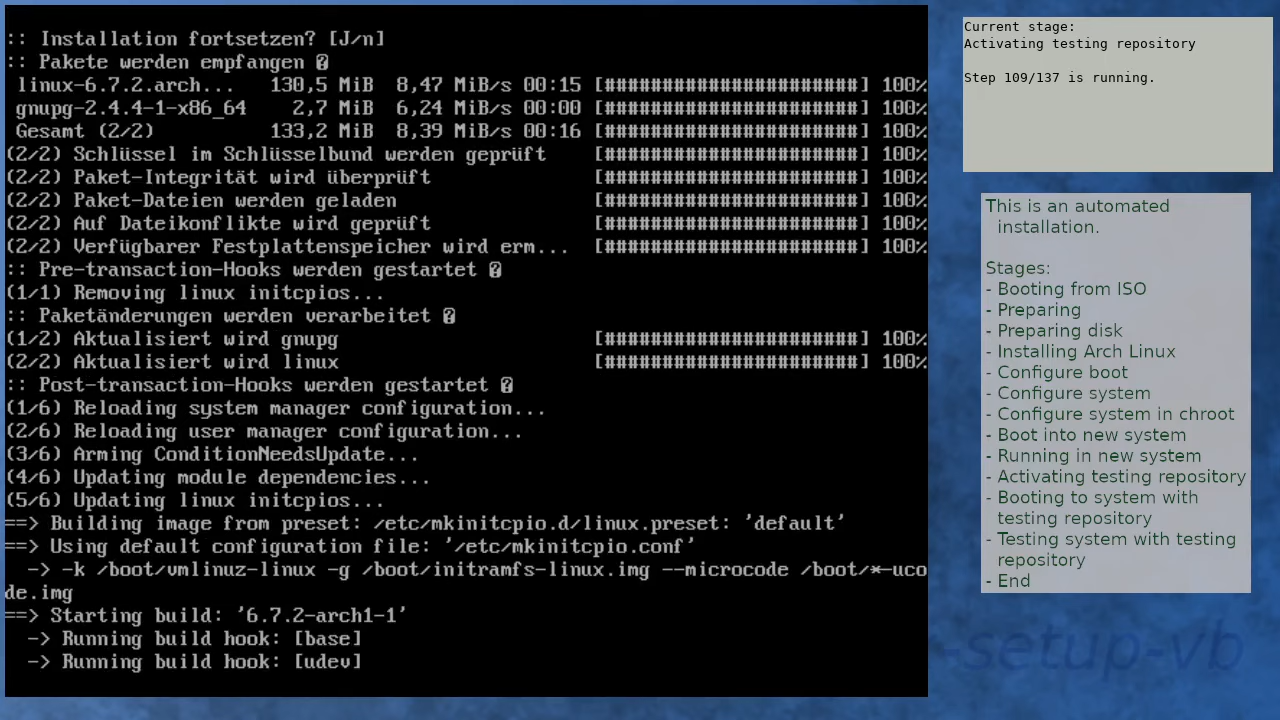 :: Installation fortsetzen? [J/n]
:: Pakete werden empfangen �
linux-6.7.2.arch... 130,5 MiB 8,47 MiB/s 00:15 [######################] 100%
gnupg-2.4.4-1-x86_64 2,7 MiB 6,24 MiB/s 00:00 [######################] 100%
Gesamt (2/2) 133,2 MiB 8,39 MiB/s 00:16 [######################] 100%
(2/2) Schlüssel im Schlüsselbund werden geprüft [######################] 100%
(2/2) Paket-Integrität wird überprüft [######################] 100%
(2/2) Paket-Dateien werden geladen [######################] 100%
(2/2) Auf Dateikonflikte wird geprüft [######################] 100%
(2/2) Verfügbarer Festplattenspeicher wird erm... [######################] 100%
:: Pre-transaction-Hooks werden gestartet �
(1/1) Removing linux initcpios...
:: Paketänderungen werden verarbeitet �
(1/2) Aktualisiert wird gnupg [######################] 100%
(2/2) Aktualisiert wird linux [######################] 100%
:: Post-transaction-Hooks werden gestartet �
(1/6) Reloading system manager configuration...
(2/6) Reloading user manager configuration...
(3/6) Arming ConditionNeedsUpdate...
(4/6) Updating module dependencies...
(5/6) Updating linux initcpios...
==> Building image from preset: /etc/mkinitcpio.d/linux.preset: 'default'
==> Using default configuration file: '/etc/mkinitcpio.conf'
-> -k /boot/vmlinuz-linux -g /boot/initramfs-linux.img --microcode /boot/*-uco
de.img
==> Starting build: '6.7.2-arch1-1'
-> Running build hook: [base]
-> Running build hook: [udev]
Current stage:
Activating testing repository
Step 109/137 is running.
This is an automated
installation.
Stages:
- Booting from ISO
- Preparing
- Preparing disk
- Installing Arch Linux
- Configure boot
- Configure system
- Configure system in chroot
- Boot into new system
- Running in new system
- Activating testing repository
- Booting to system with
testing repository
- Testing system with testing
repository
- End
-setup-vb